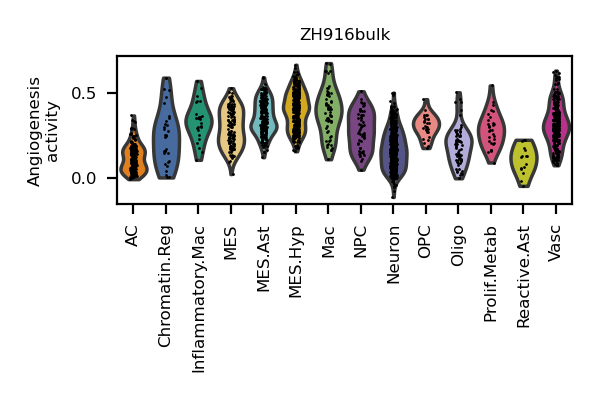 ZH916bulk
Angiogenesis
activity
0.5
0.0
AC
Chromatin.Reg
Inflammatory.Mac
MES
MES.Ast
MES.Hyp
Mac
NPC
Neuron
OPC
Oligo
Prolif.Metab
Reactive.Ast
Vasc